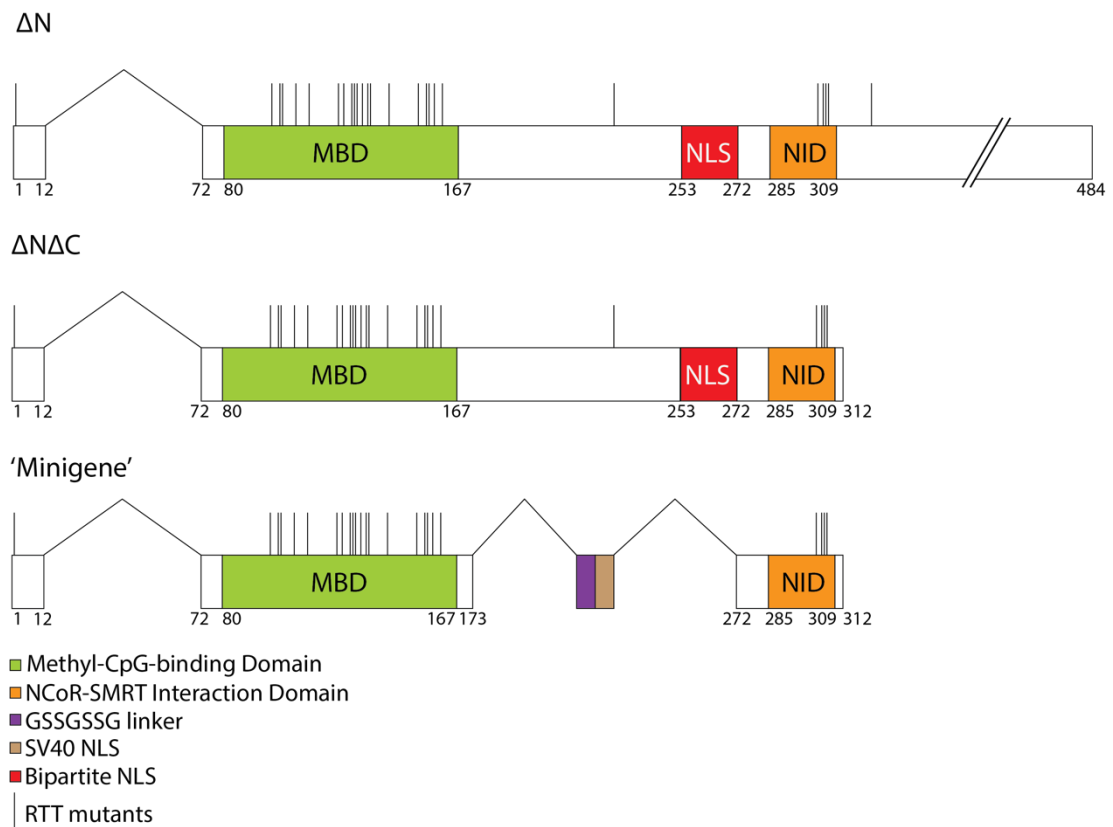 ΔN
MBD NLS NID
1 12 72 80 167 253 272 285 309 484
ΔNΔC
MBD NLS NID
1 12 72 80 167 253 272 285 309 312
‘Minigene’
MBD NID
1 12 72 80 167 173 272 285 309 312
Methyl-CpG-binding Domain
NCoR-SMRT Interaction Domain
GSSGSSG linker
SV40 NLS
Bipartite NLS
RTT mutants